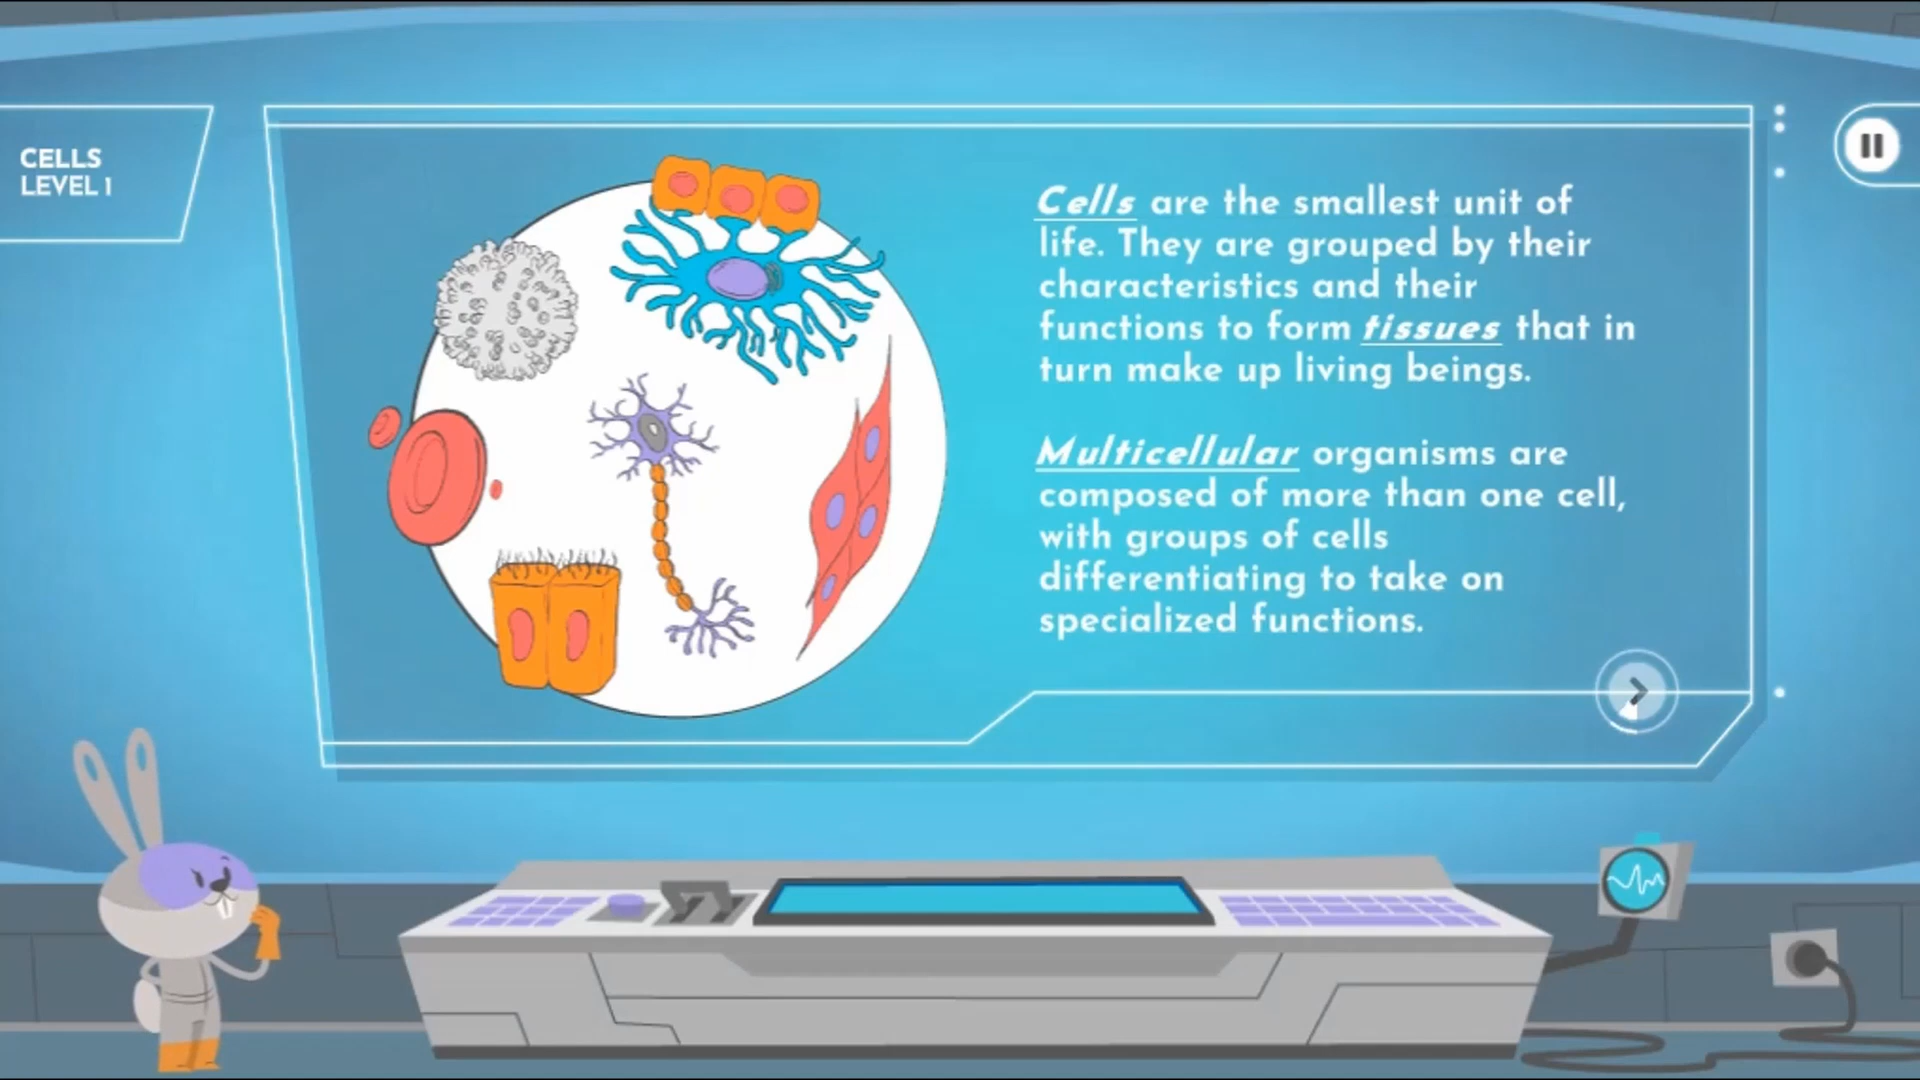 CELLS
LEVEL 1
Cells are the smallest unit of
life. They are grouped by their
characteristics and their
functions to form tissues that in
turn make up living beings.
Multicellular organisms are
composed of more than one cell,
with groups of cells
differentiating to take on
specialized functions.